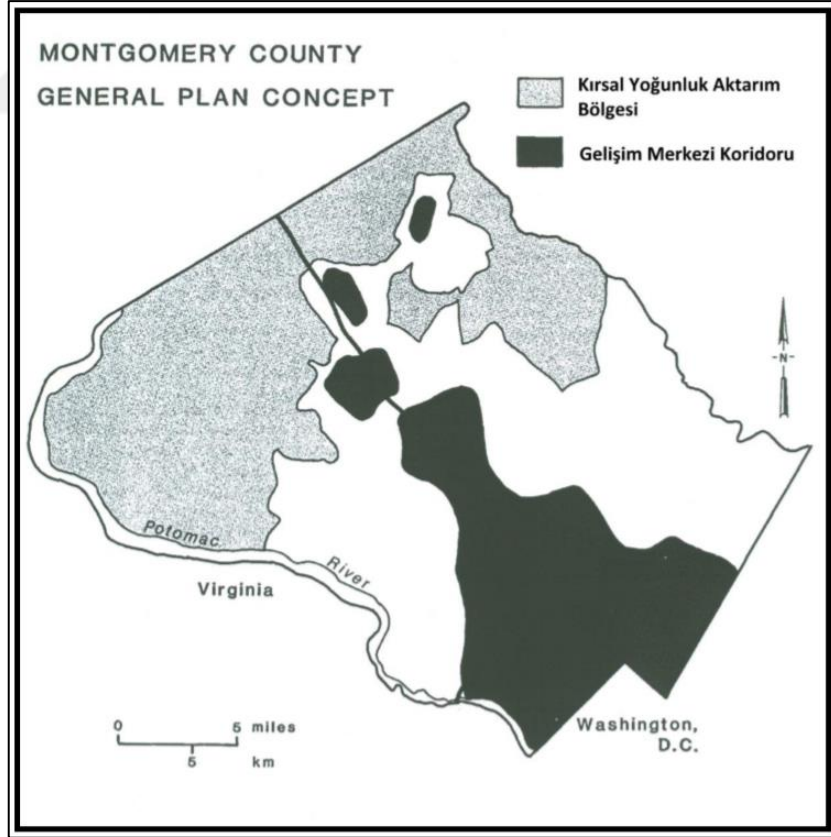 MONTGOMERY COUNTY
GENERAL PLAN CONCEPT
Kırsal Yoğunluk Aktarım
Bölgesi
Gelişim Merkezi Koridoru
-N-
Potomac
River
Virginia
Washington,
D.C.
0 5 miles
5
km